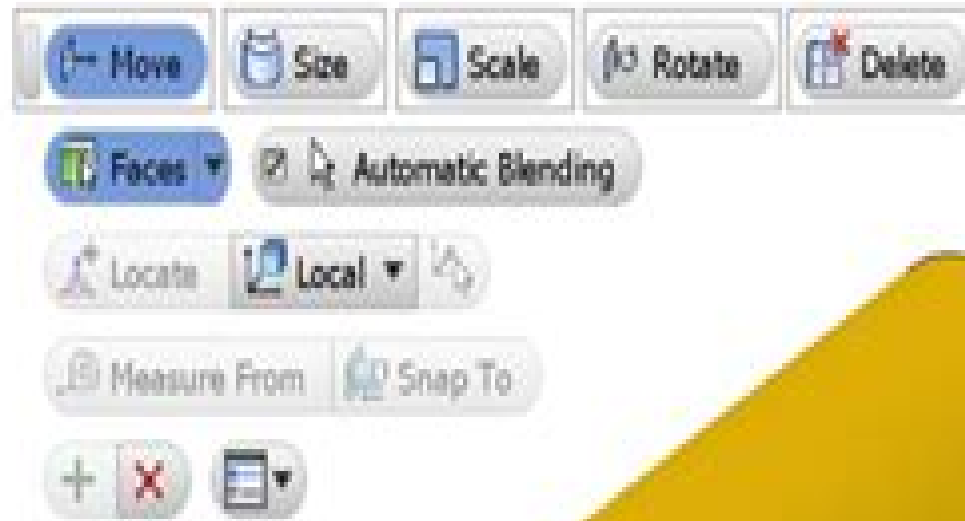 Move Size Scale Rotate Delete
Faces Automatic Blending
Locate Local
Measure From Snap To